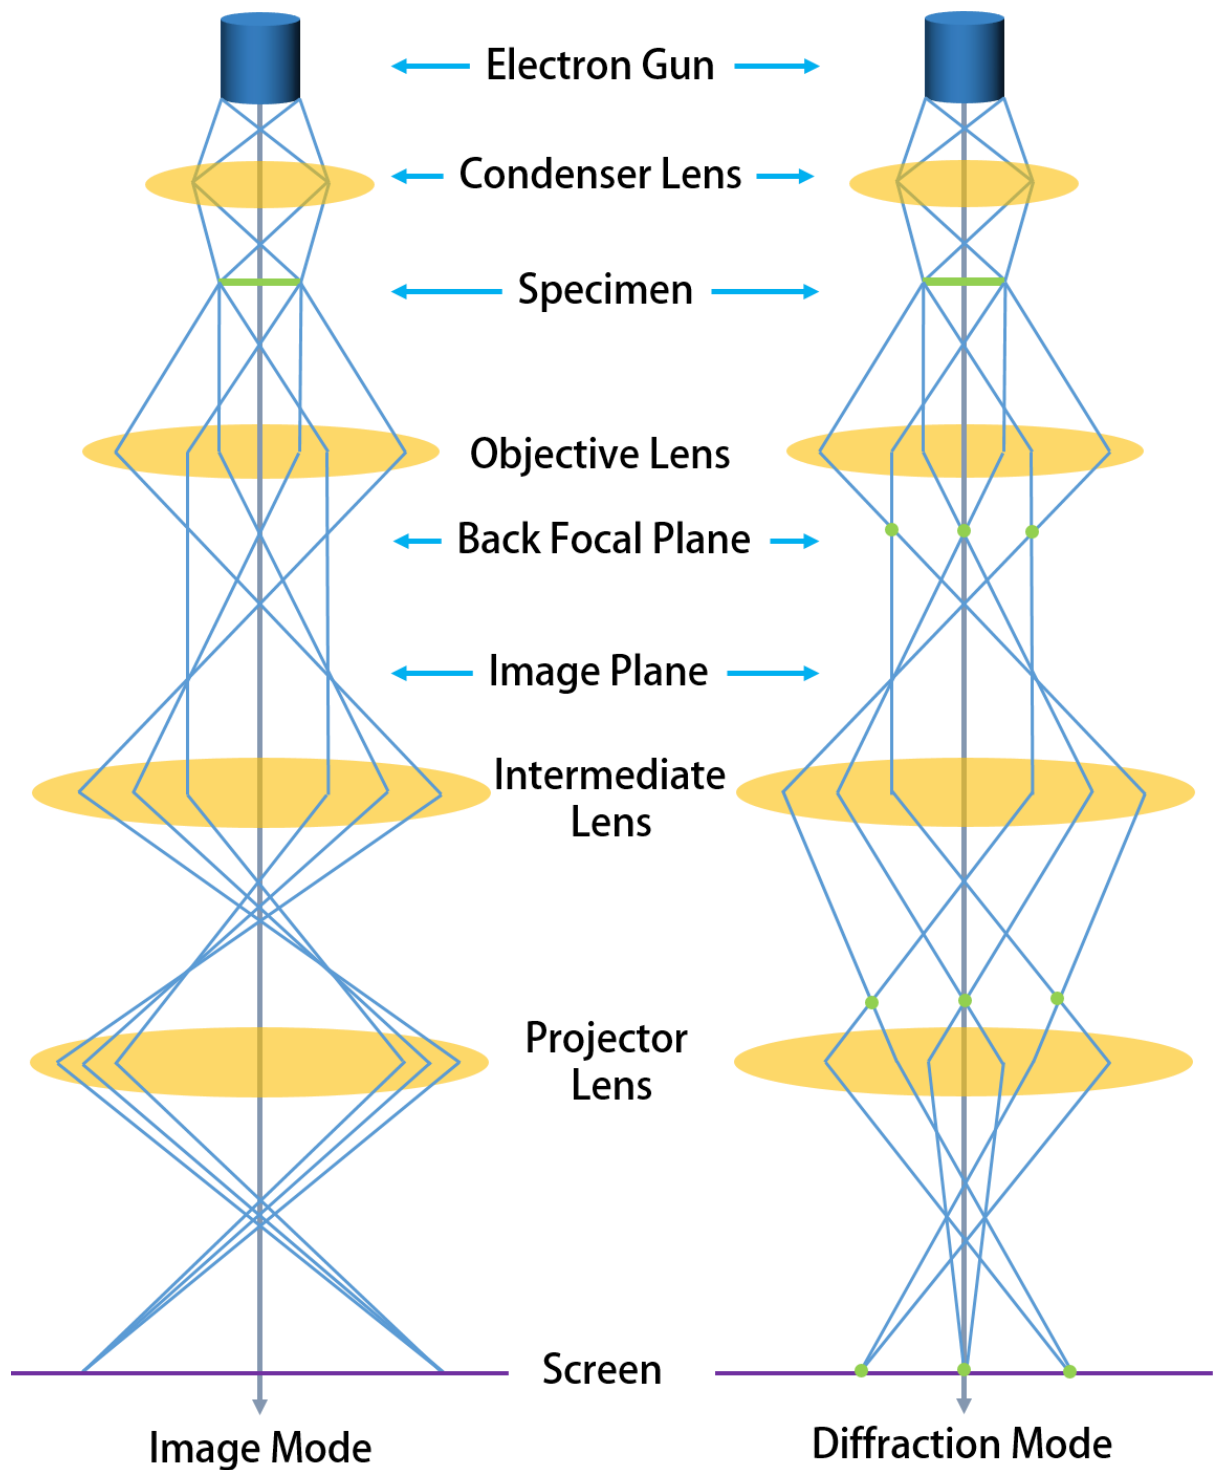 Electron Gun
Condenser Lens
Specimen
Objective Lens
Back Focal Plane
Image Plane
Intermediate
Lens
Projector
Lens
Screen
Image Mode
Diffraction Mode